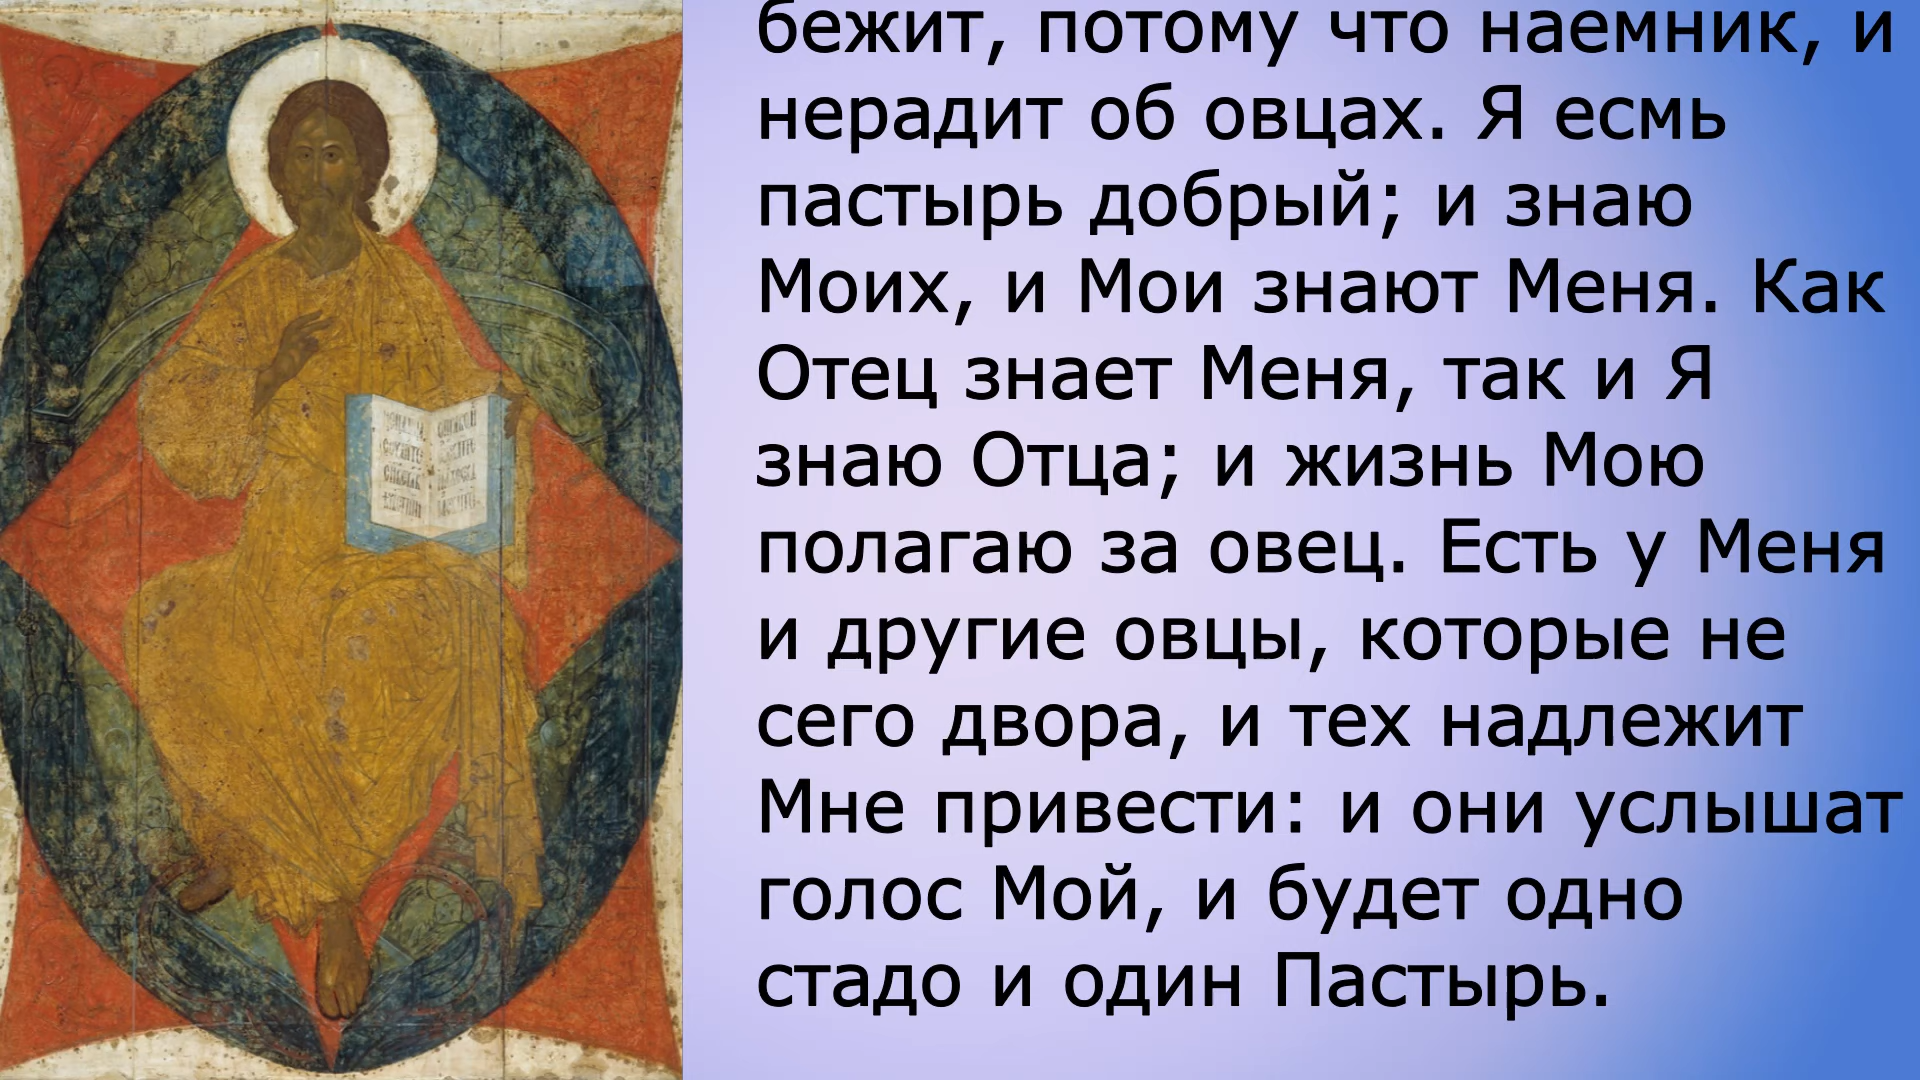 бежит, потому что наемник, и
нерадит об овцах. Я есмь
пастырь добрый; и знаю
Моих, и Мои знают Меня. Как
Отец знает Меня, так и Я
знаю Отца; и жизнь Мою
полагаю за овец. Есть у Меня
и другие овцы, которые не
сего двора, и тех надлежит
Мне привести: и они услышат
голос Мой, и будет одно
стадо и один Пастырь.